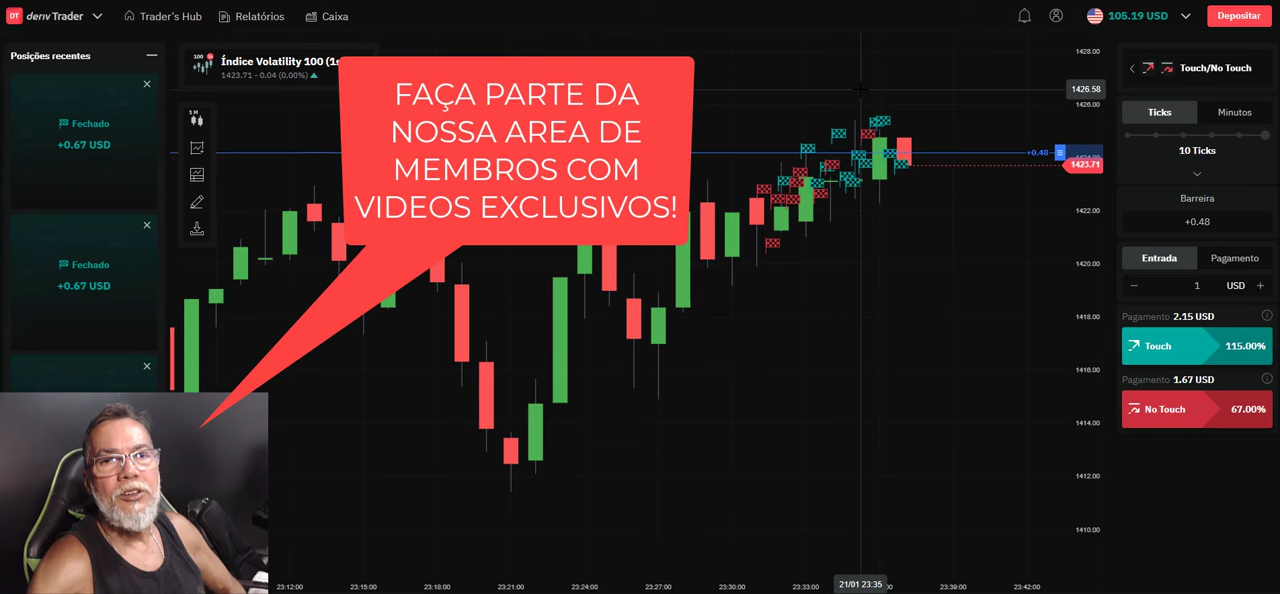 DT deriv Trader
Trader's Hub
Relatórios
Caixa
105.19 USD
Depositar
Posições recentes
Fechado
+0.67 USD
Fechado
+0.67 USD
100
Índice Volatility 100 (1s
1423.71 - 0.04 (0.00%)
FAÇA PARTE DA
NOSSA AREA DE
MEMBROS COM
VIDEOS EXCLUSIVOS!
+0.48
1428.00
1426.58
1426.00
1423.71
1422.00
1420.00
1418.00
1416.00
1414.00
1412.00
1410.00
23:12:00
23:15:00
23:18:00
23:21:00
23:24:00
23:27:00
23:30:00
23:33:00
21/01 23:35
23:39:00
23:42:00
Touch/No Touch
Ticks
Minutos
10 Ticks
Barreira
+0.48
Entrada
Pagamento
− 1 USD +
Pagamento 2.15 USD
Touch 115.00%
Pagamento 1.67 USD
No Touch 67.00%